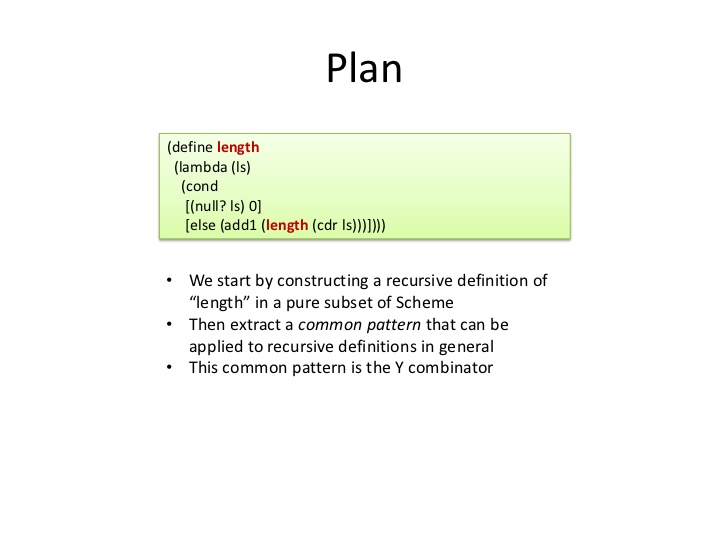 Plan
(define length
(lambda (ls)
(cond
[(null? ls) 0]
[else (add1 (length (cdr ls)))])))
• We start by constructing a recursive definition of
“length” in a pure subset of Scheme
• Then extract a common pattern that can be
applied to recursive definitions in general
• This common pattern is the Y combinator